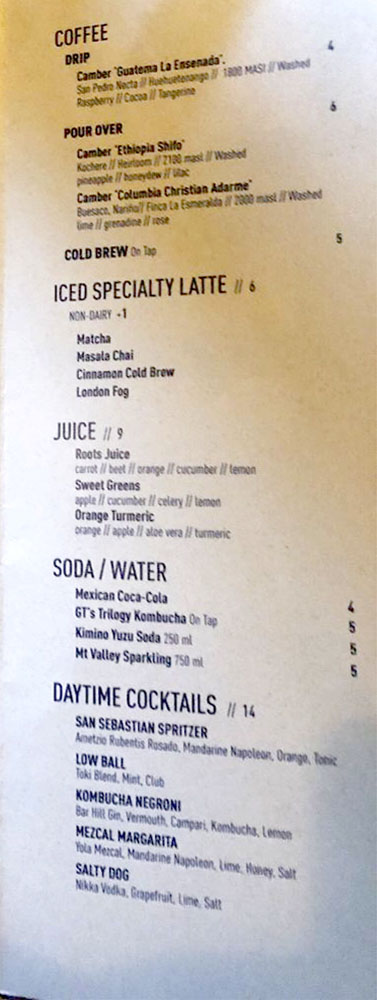 COFFEE
DRIP 4
Camber "Guatema La Ensenada".
San Pedro Necta // Huehuetenango // 1800 MASl // Washed
Raspberry // Cocoa // Tangerine
POUR OVER 6
Camber "Ethiopia Shifo"
Kochere // Heirloom // 2100 masl // Washed
pineapple // honeydew // lilac
Camber "Columbia Christian Adarme"
Buesaco, Nariño// Finca La Esmeralda // 2000 masl // Washed
lime // grenadine // rose
COLD BREW On Tap 5
ICED SPECIALTY LATTE // 6
NON-DAIRY +1
Matcha
Masala Chai
Cinnamon Cold Brew
London Fog
JUICE // 9
Roots Juice
carrot // beet // orange // cucumber // lemon
Sweet Greens
apple // cucumber // celery // lemon
Orange Turmeric
orange // apple // aloe vera // turmeric
SODA / WATER
Mexican Coca-Cola 4
GT's Trilogy Kombucha On Tap 5
Kimino Yuzu Soda 250 ml 5
Mt Valley Sparkling 750 ml 5
DAYTIME COCKTAILS // 14
SAN SEBASTIAN SPRITZER
Ametzio Rubentis Rosado, Mandarine Napoleon, Orange, Tonic
LOW BALL
Toki Blend, Mint, Club
KOMBUCHA NEGRONI
Bar Hill Gin, Vermouth, Campari, Kombucha, Lemon
MEZCAL MARGARITA
Yola Mezcal, Mandarine Napoleon, Lime, Honey, Salt
SALTY DOG
Nikka Vodka, Grapefruit, Lime, Salt